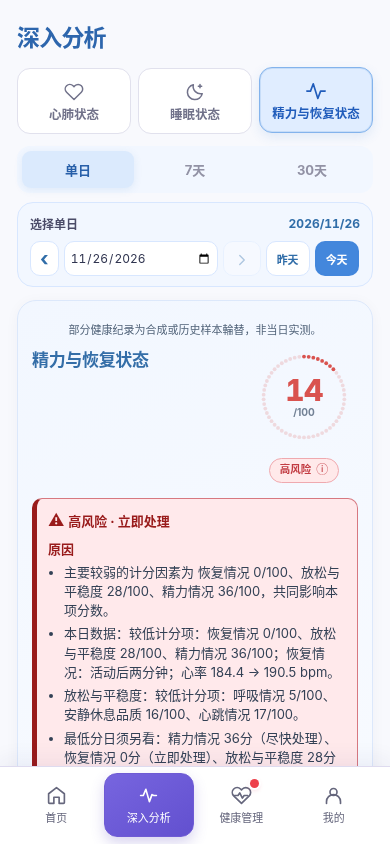 深入分析
心肺状态
睡眠状态
精力与恢复状态
单日
7天
30天
选择单日
2026/11/26
11/26/2026
昨天
今天
部分健康纪录为合成或历史样本轮替，非当日实测。
精力与恢复状态
14
/100
高风险 ⓘ
高风险 · 立即处理
原因
• 主要较弱的计分因素为 恢复情况 0/100、放松与
平稳度 28/100、精力情况 36/100，共同影响本
项分数。
• 本日数据：较低计分项：恢复情况 0/100、放松
与平稳度 28/100、精力情况 36/100；恢复情
况：活动后两分钟；心率 184.4 → 190.5 bpm。
• 放松与平稳度：较低计分项：呼吸情况 5/100、
安静休息品质 16/100、心跳情况 17/100。
• 最低分日须另看：精力情况 36分（尽快处理）、
恢复情况 0分（立即处理）、放松与平稳度 28分
首页
深入分析
健康管理
我的